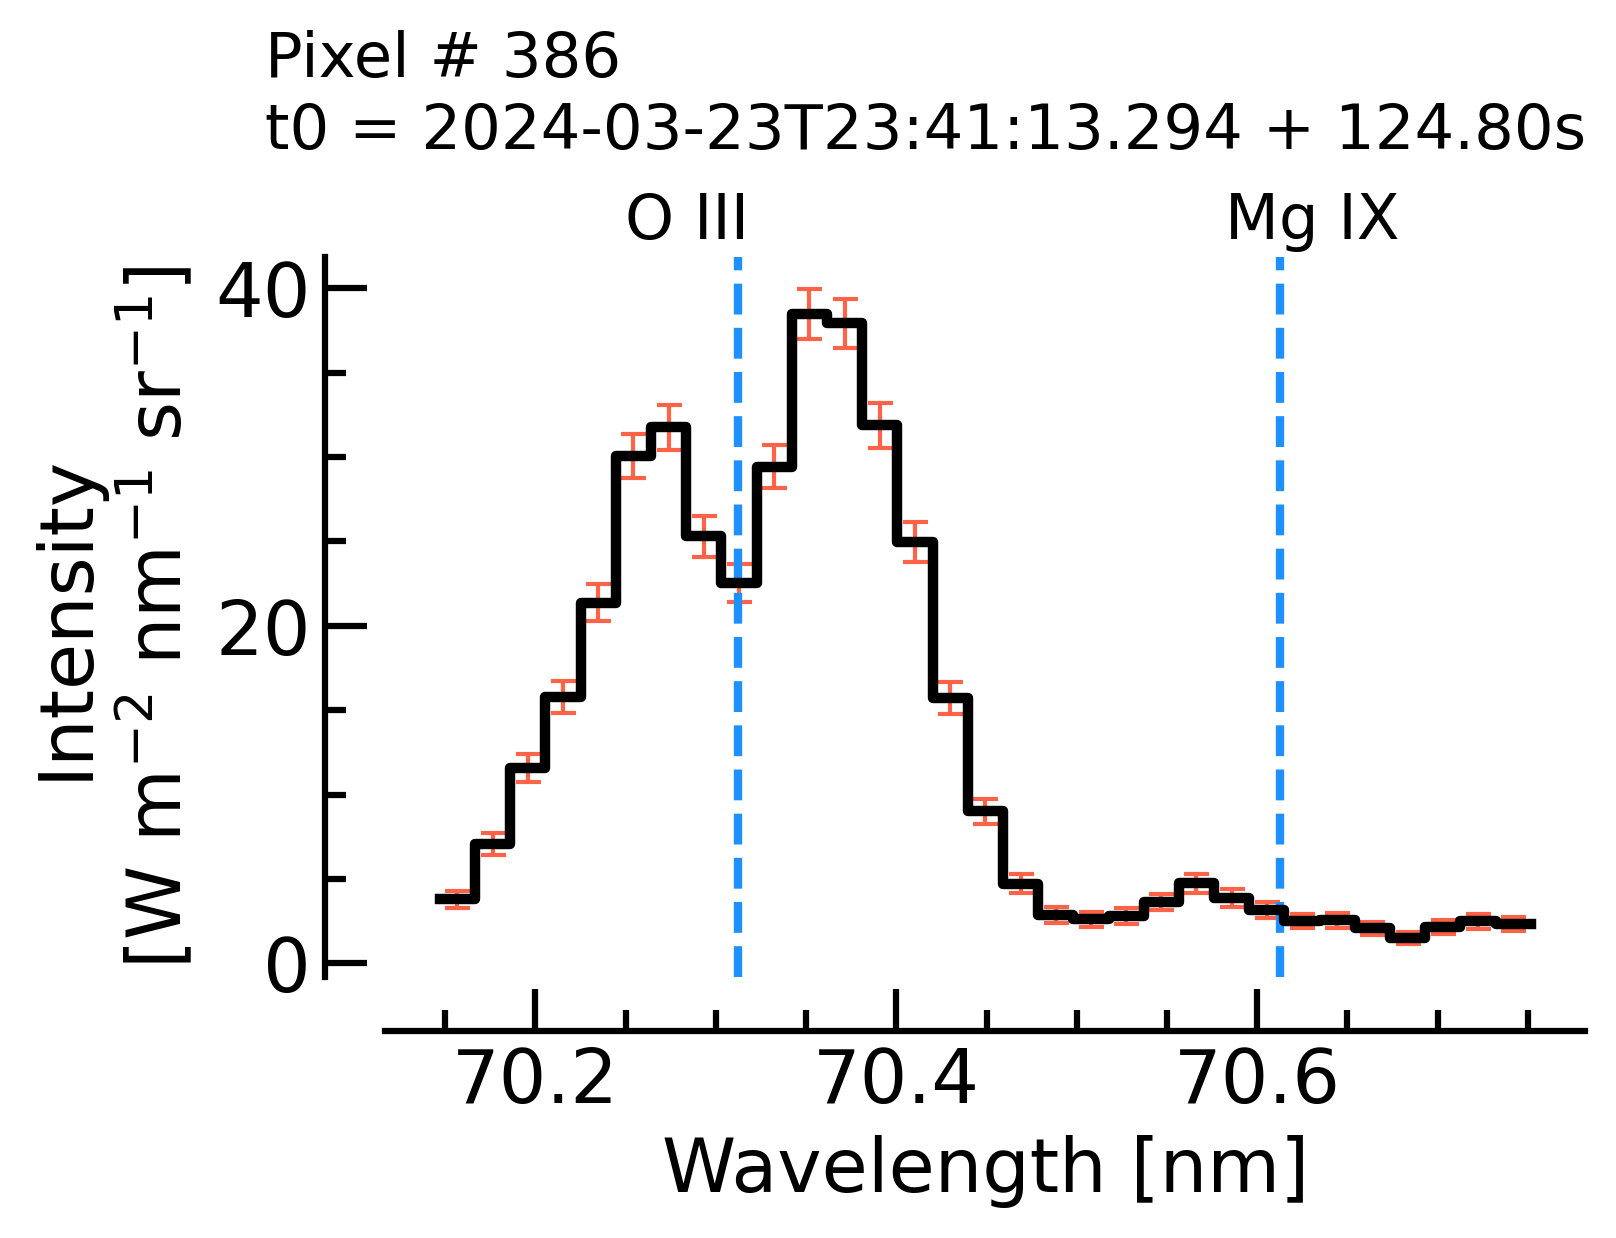 Pixel # 386
t0 = 2024-03-23T23:41:13.294 + 124.80s
O III Mg IX
Intensity
[W m⁻² nm⁻¹ sr⁻¹]
40
20
0
70.2 70.4 70.6
Wavelength [nm]